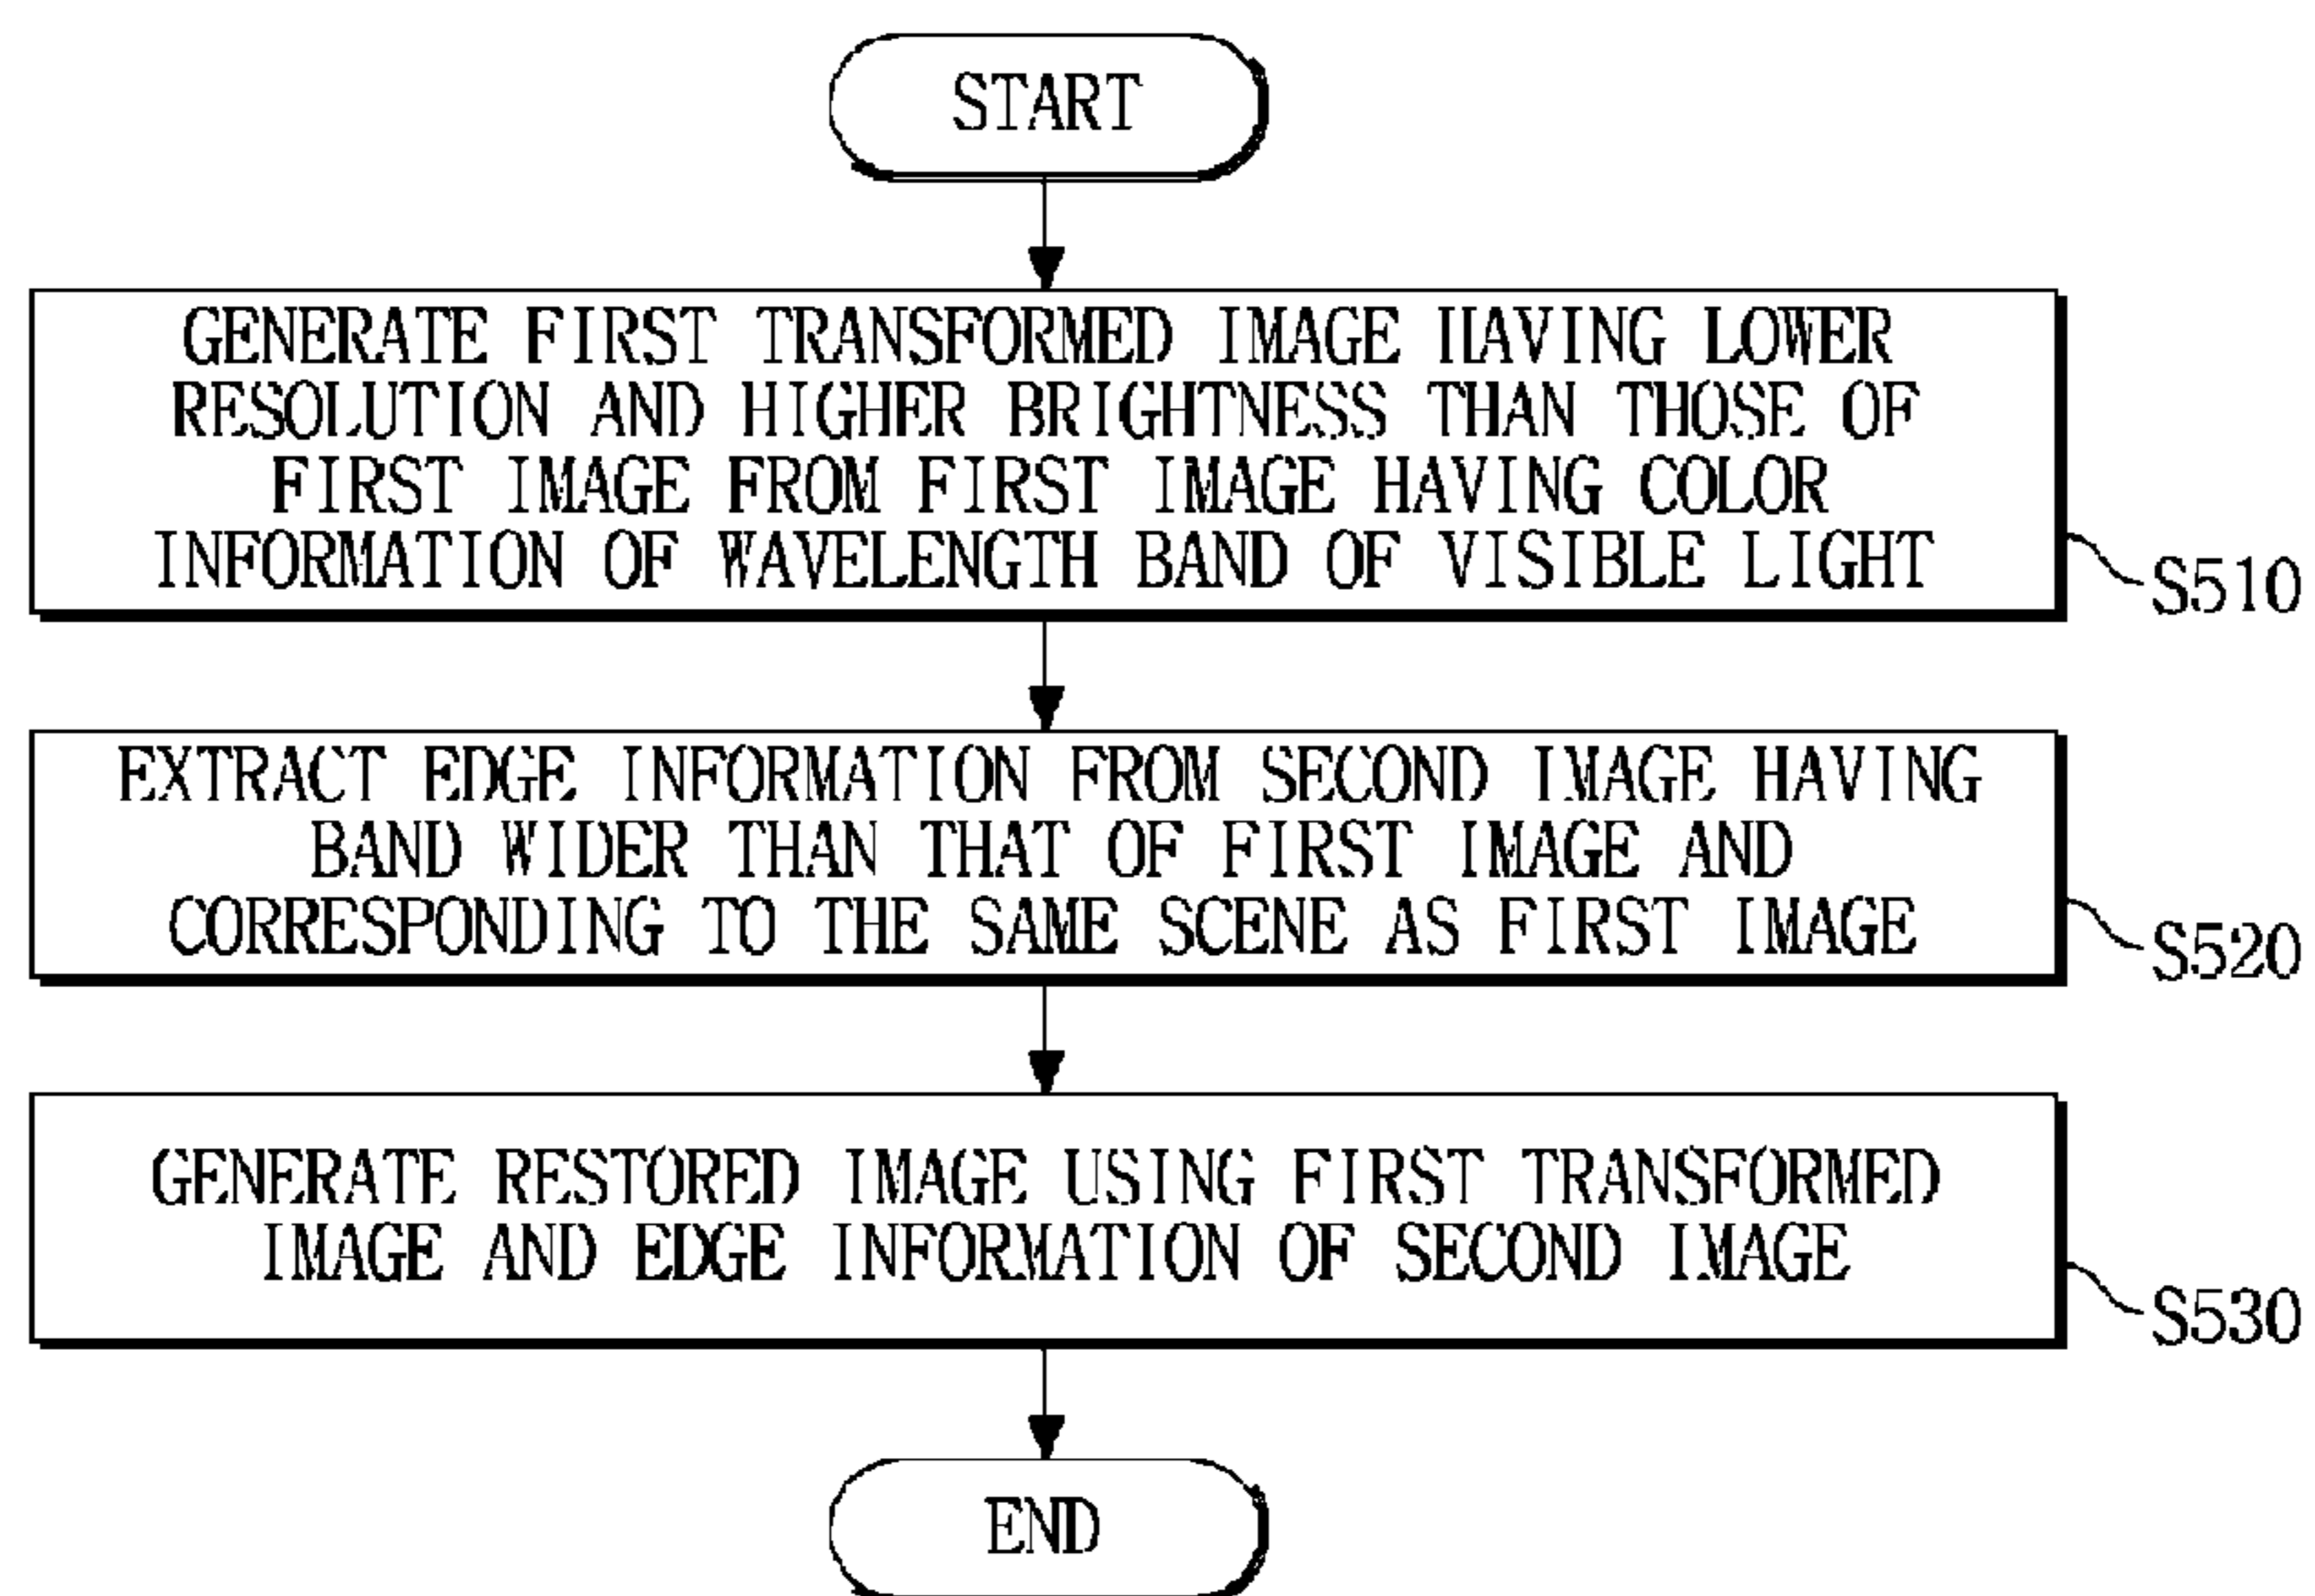 START
GENERATE FIRST TRANSFORMED IMAGE HAVING LOWER
RESOLUTION AND HIGHER BRIGHTNESS THAN THOSE OF
FIRST IMAGE FROM FIRST IMAGE HAVING COLOR
INFORMATION OF WAVELENGTH BAND OF VISIBLE LIGHT
S510
EXTRACT EDGE INFORMATION FROM SECOND IMAGE HAVING
BAND WIDER THAN THAT OF FIRST IMAGE AND
CORRESPONDING TO THE SAME SCENE AS FIRST IMAGE
S520
GENERATE RESTORED IMAGE USING FIRST TRANSFORMED
IMAGE AND EDGE INFORMATION OF SECOND IMAGE
S530
END